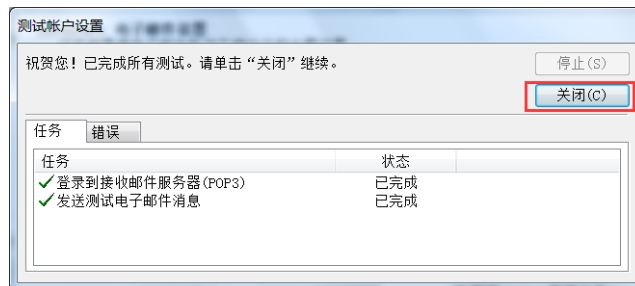 测试帐户设置
祝贺您！已完成所有测试。请单击“关闭”继续。
停止(S)
关闭(C)
任务 错误
任务 状态
登录到接收邮件服务器(POP3) 已完成
发送测试电子邮件消息 已完成